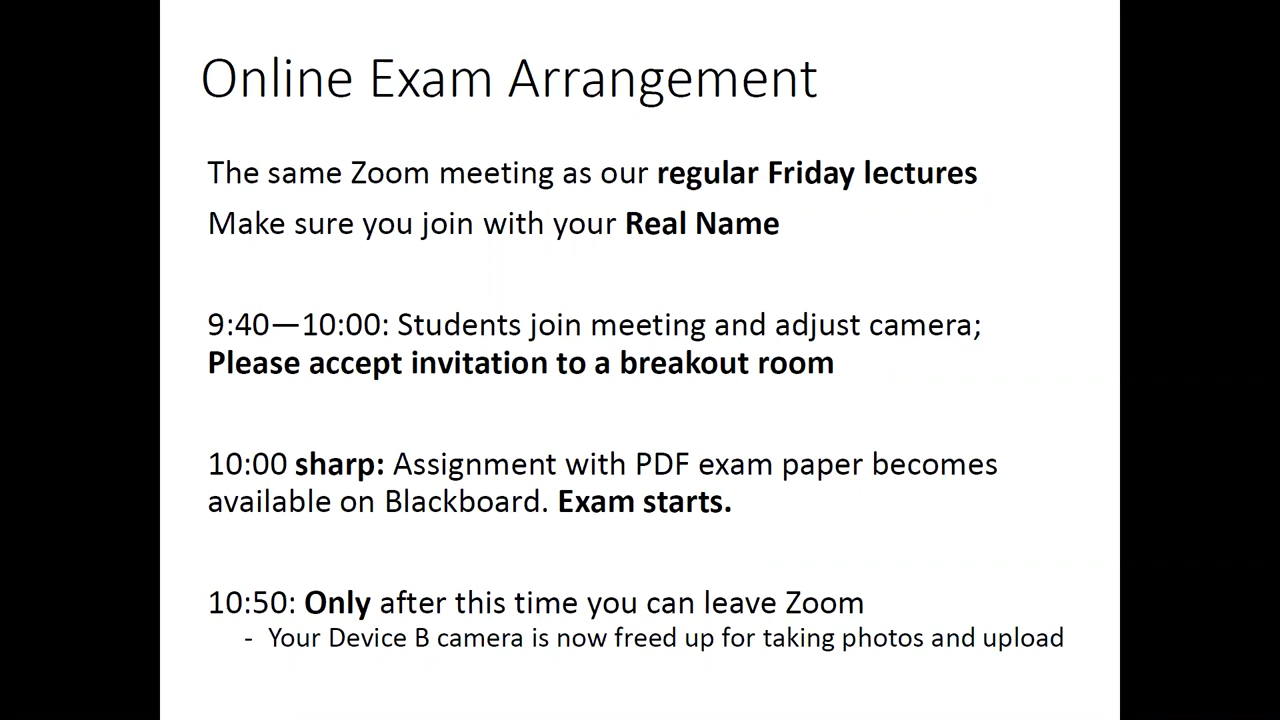 Online Exam Arrangement
The same Zoom meeting as our regular Friday lectures
Make sure you join with your Real Name
9:40—10:00: Students join meeting and adjust camera;
Please accept invitation to a breakout room
10:00 sharp: Assignment with PDF exam paper becomes
available on Blackboard. Exam starts.
10:50: Only after this time you can leave Zoom
- Your Device B camera is now freed up for taking photos and upload